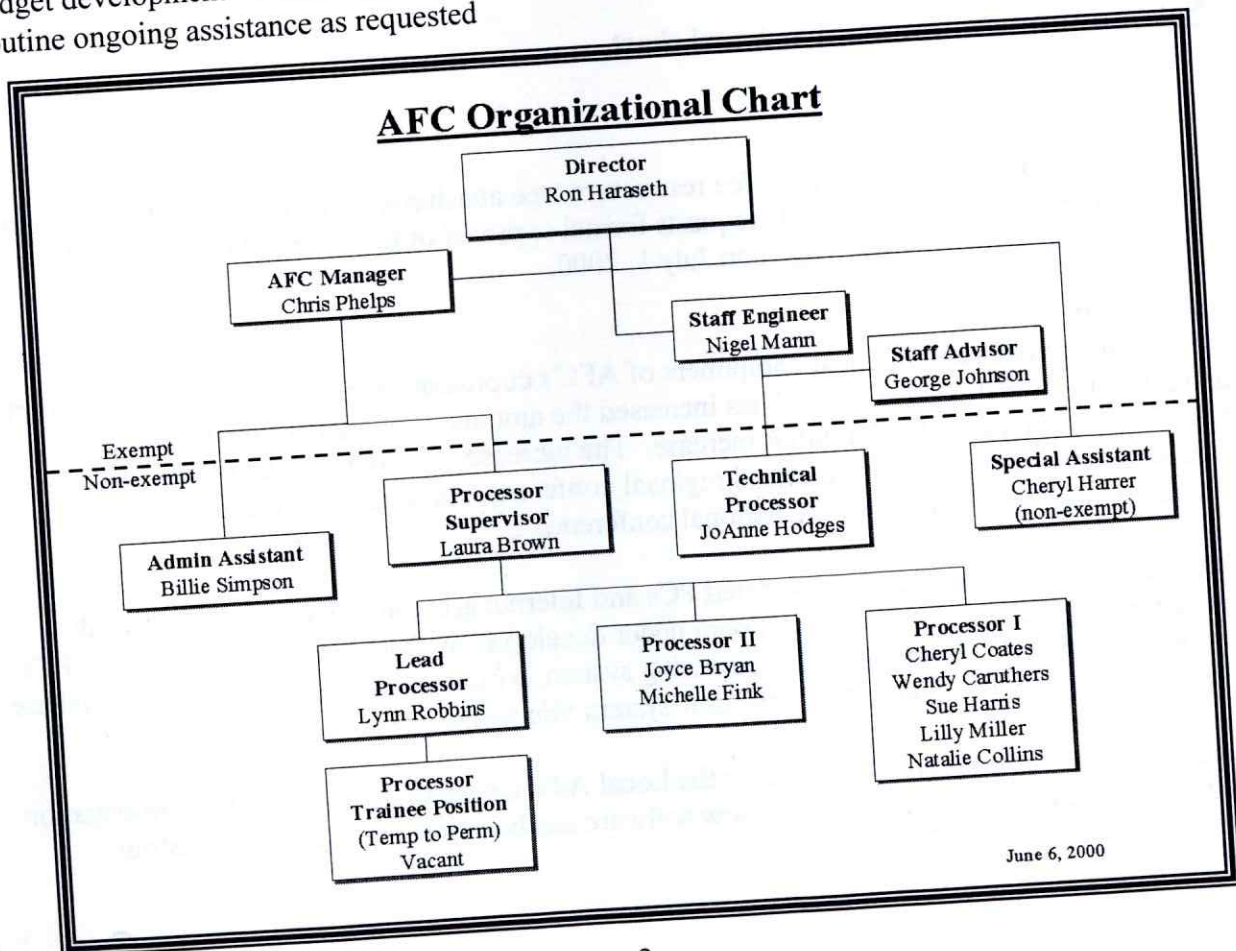 dget development
outine ongoing assistance as requested
AFC Organizational Chart
Director
Ron Haraseth
AFC Manager
Chris Phelps
Staff Engineer
Nigel Mann
Staff Advisor
George Johnson
Exempt
Non-exempt
Admin Assistant
Billie Simpson
Processor
Supervisor
Laura Brown
Technical
Processor
JoAnne Hodges
Special Assistant
Cheryl Harrer
(non-exempt)
Lead
Processor
Lynn Robbins
Processor II
Joyce Bryan
Michelle Fink
Processor I
Cheryl Coates
Wendy Caruthers
Sue Harris
Lilly Miller
Natalie Collins
Processor
Trainee Position
(Temp to Perm)
Vacant
June 6, 2000